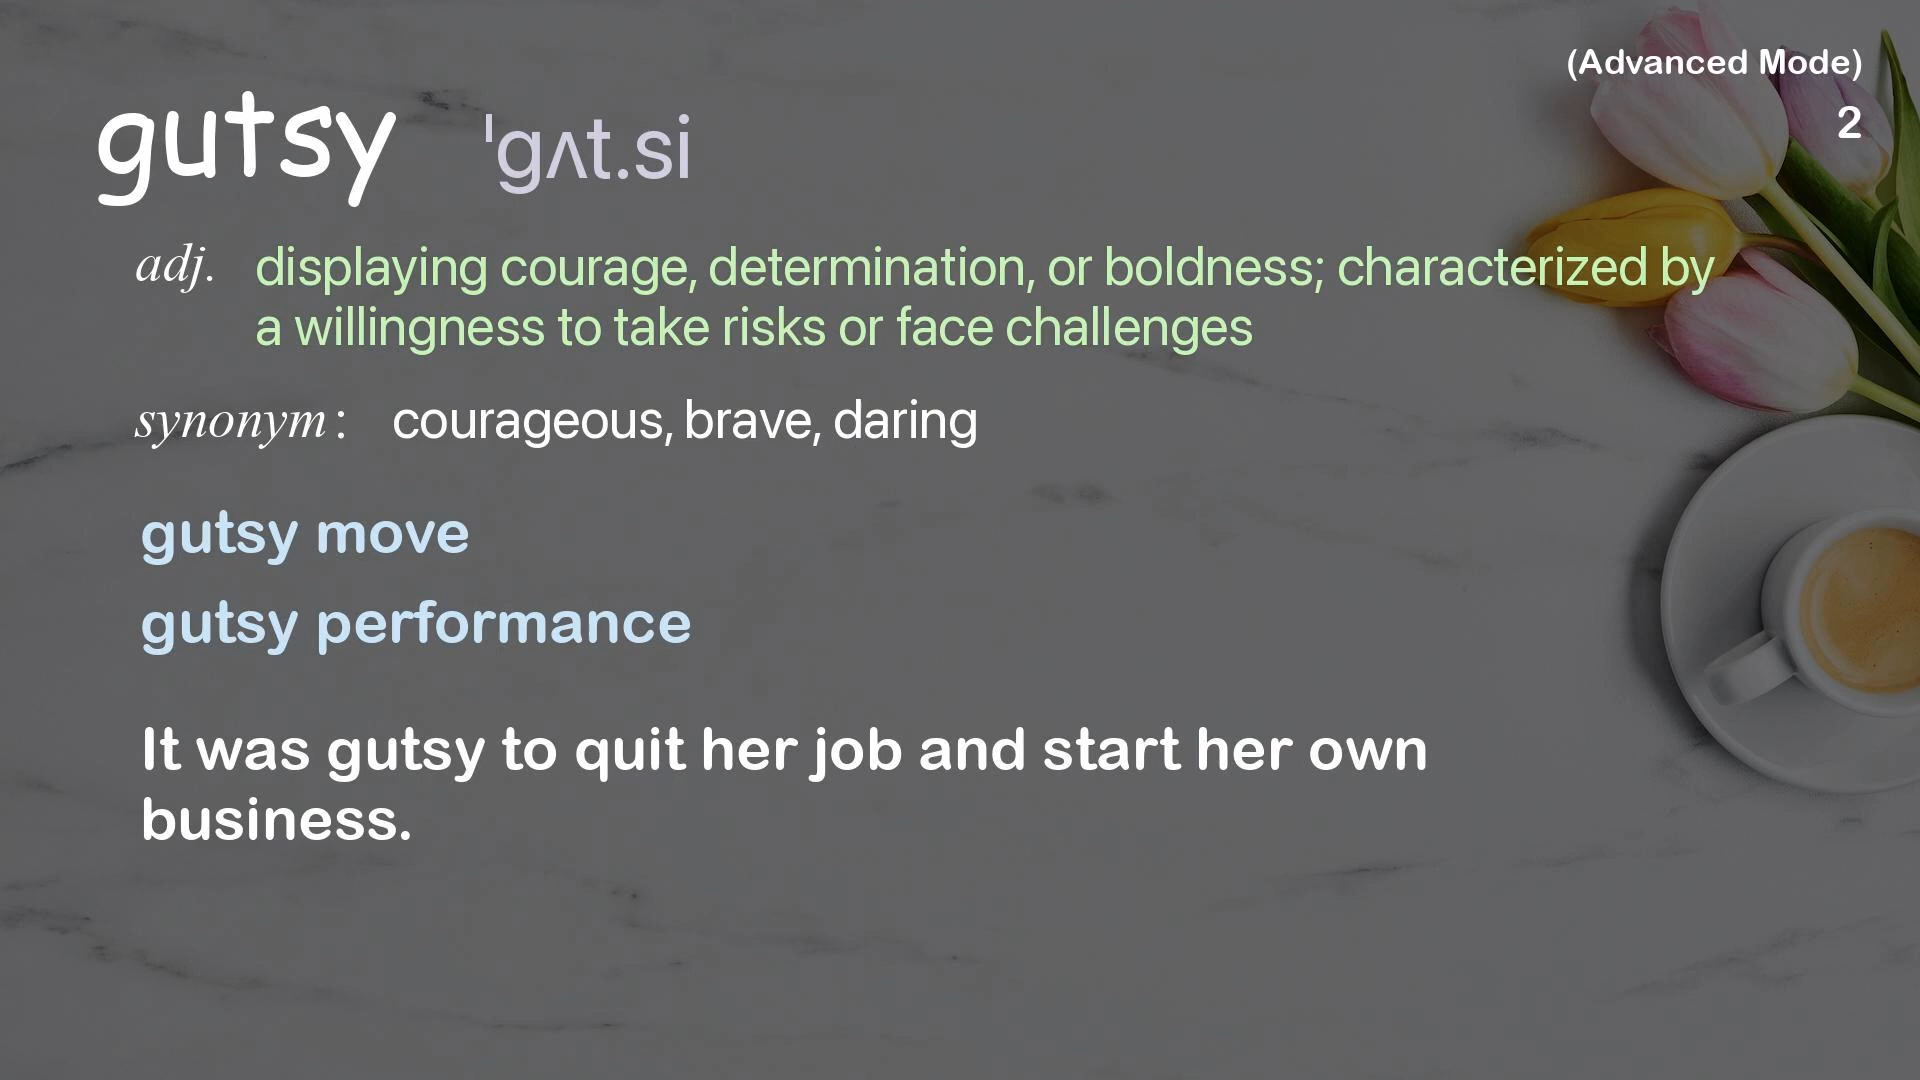 (Advanced Mode)
2
gutsy ˈɡʌt.si
adj. displaying courage, determination, or boldness; characterized by
a willingness to take risks or face challenges
synonym: courageous, brave, daring
gutsy move
gutsy performance
It was gutsy to quit her job and start her own
business.